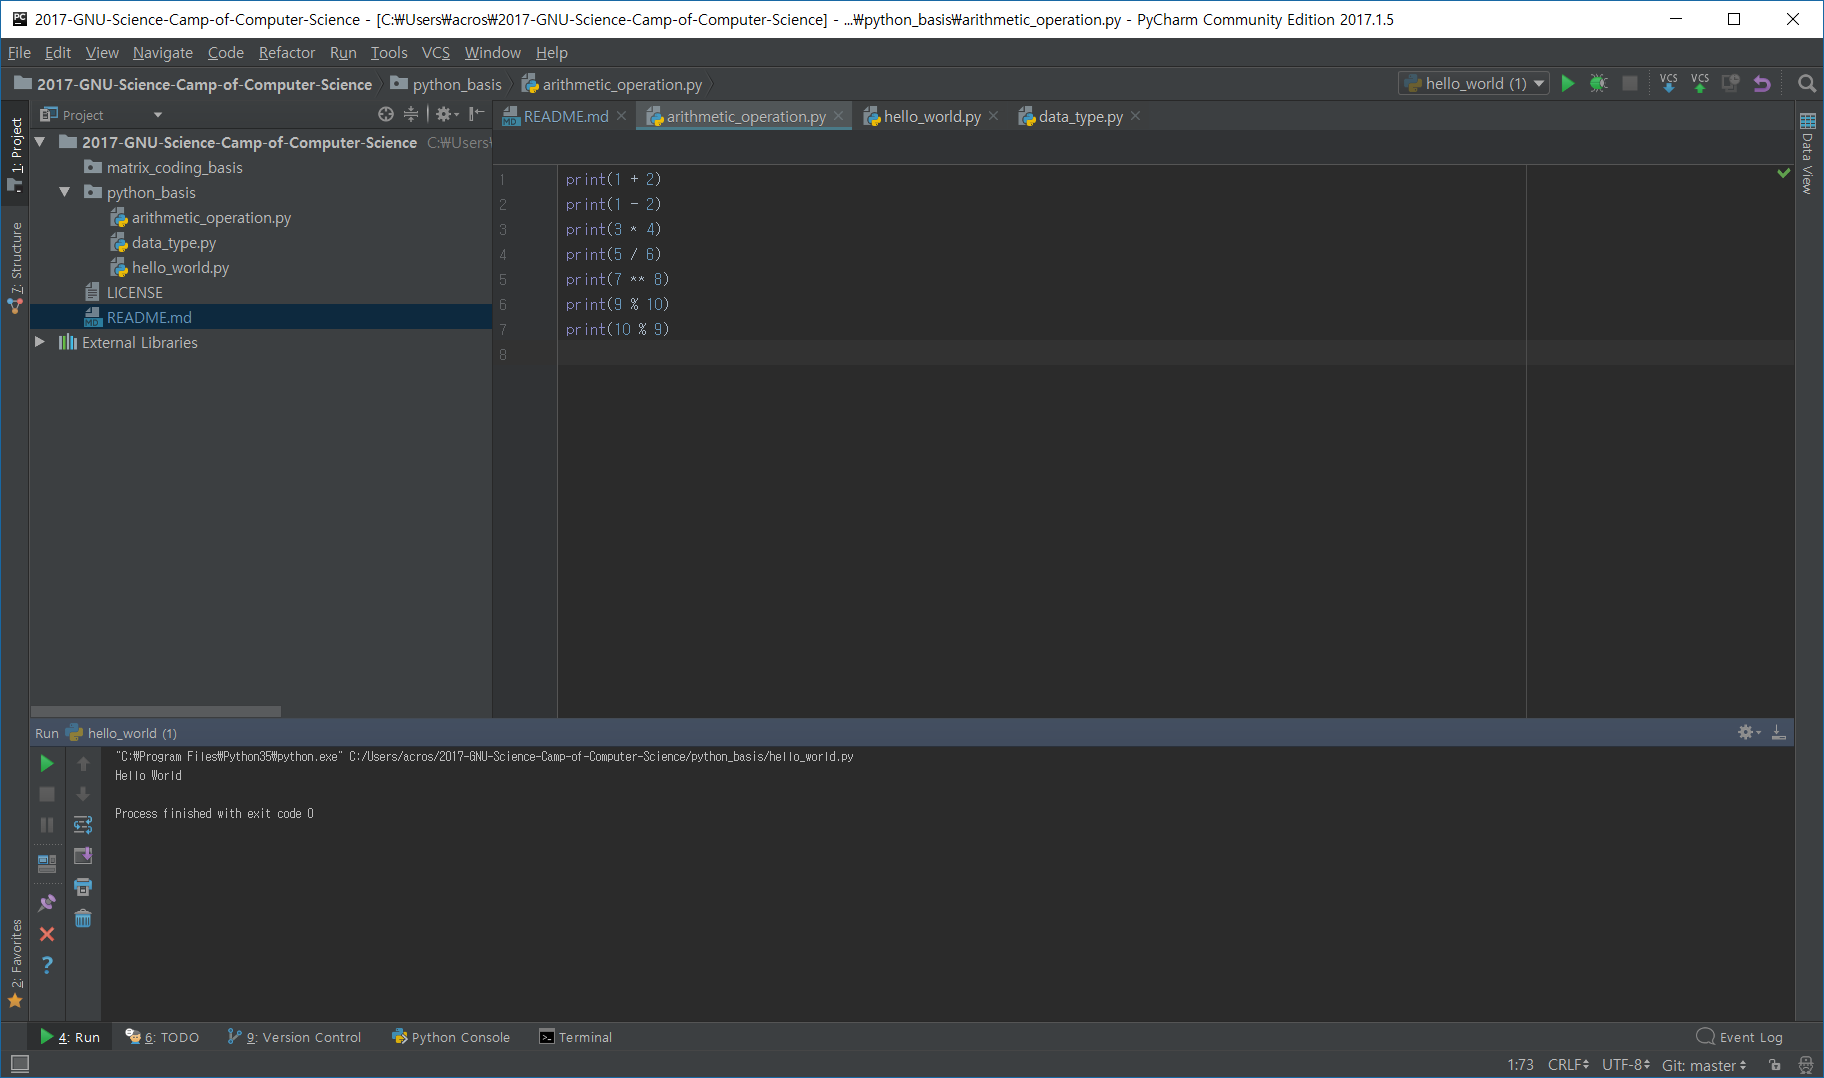 2017-GNU-Science-Camp-of-Computer-Science - [C:₩Users₩acros₩2017-GNU-Science-Camp-of-Computer-Science] - ...₩python_basis₩arithmetic_operation.py - PyCharm Community Edition 2017.1.5
File Edit View Navigate Code Refactor Run Tools VCS Window Help
2017-GNU-Science-Camp-of-Computer-Science python_basis arithmetic_operation.py hello_world (1) VCS VCS
1: Project
7: Structure
2: Favorites
Project
2017-GNU-Science-Camp-of-Computer-Science C:₩Users₩
matrix_coding_basis
python_basis
arithmetic_operation.py
data_type.py
hello_world.py
LICENSE
MD README.md
External Libraries
MD README.md arithmetic_operation.py hello_world.py data_type.py
1 print(1 + 2)
2 print(1 - 2)
3 print(3 * 4)
4 print(5 / 6)
5 print(7 ** 8)
6 print(9 % 10)
7 print(10 % 9)
8
Data View
Run hello_world (1)
"C:₩Program Files₩Python35₩python.exe" C:/Users/acros/2017-GNU-Science-Camp-of-Computer-Science/python_basis/hello_world.py
Hello World
Process finished with exit code 0
4: Run 6: TODO 9: Version Control Python Console Terminal Event Log
1:73 CRLF UTF-8 Git: master